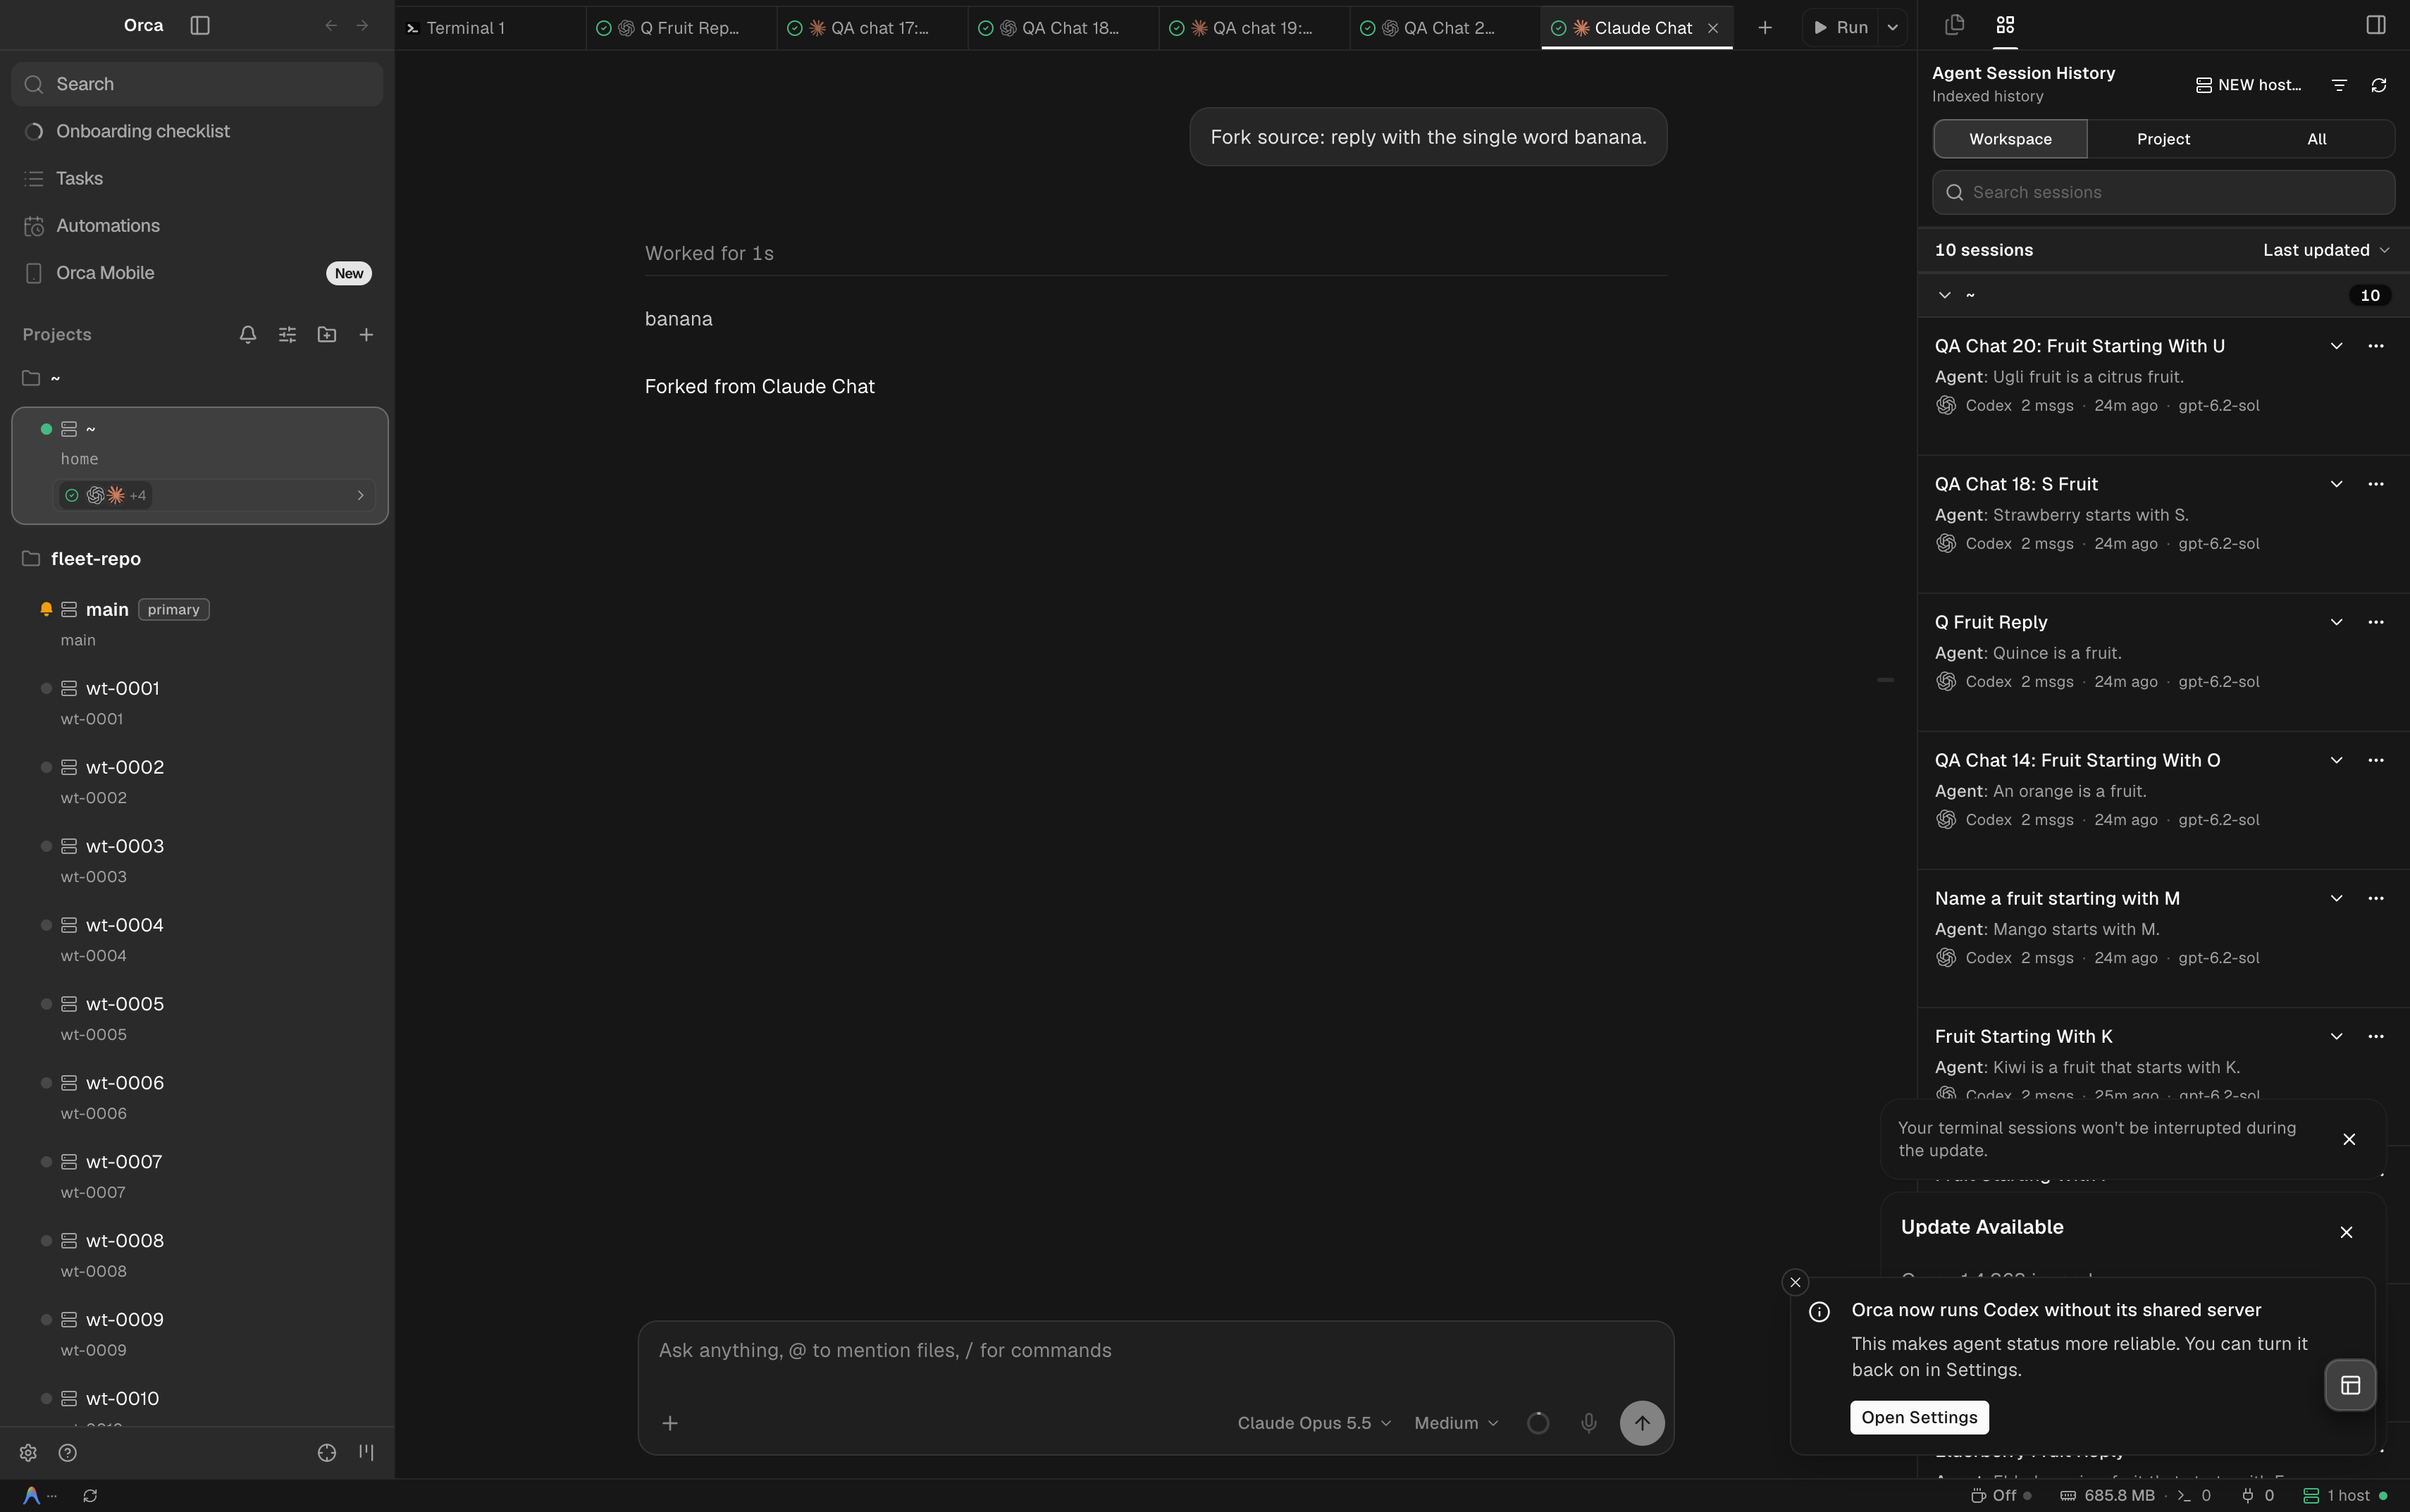 Orca
Search
Onboarding checklist
Tasks
Automations
Orca Mobile
New
Projects
~
~
home
+4
fleet-repo
main
primary
main
wt-0001
wt-0001
wt-0002
wt-0002
wt-0003
wt-0003
wt-0004
wt-0004
wt-0005
wt-0005
wt-0006
wt-0006
wt-0007
wt-0007
wt-0008
wt-0008
wt-0009
wt-0009
wt-0010
Terminal 1
Q Fruit Rep...
QA chat 17:...
QA Chat 18...
QA chat 19:...
QA Chat 2...
Claude Chat
Run
Fork source: reply with the single word banana.
Worked for 1s
banana
Forked from Claude Chat
Ask anything, @ to mention files, / for commands
Claude Opus 5.5
Medium
Agent Session History
Indexed history
NEW host...
Workspace
Project
All
Search sessions
10 sessions
Last updated
~
10
QA Chat 20: Fruit Starting With U
Agent: Ugli fruit is a citrus fruit.
Codex 2 msgs · 24m ago · gpt-6.2-sol
QA Chat 18: S Fruit
Agent: Strawberry starts with S.
Codex 2 msgs · 24m ago · gpt-6.2-sol
Q Fruit Reply
Agent: Quince is a fruit.
Codex 2 msgs · 24m ago · gpt-6.2-sol
QA Chat 14: Fruit Starting With O
Agent: An orange is a fruit.
Codex 2 msgs · 24m ago · gpt-6.2-sol
Name a fruit starting with M
Agent: Mango starts with M.
Codex 2 msgs · 24m ago · gpt-6.2-sol
Fruit Starting With K
Agent: Kiwi is a fruit that starts with K.
Codex 2 msgs · 25m ago · gpt-6.2-sol
Your terminal sessions won't be interrupted during
the update.
Update Available
Orca now runs Codex without its shared server
This makes agent status more reliable. You can turn it
back on in Settings.
Open Settings
Off
685.8 MB · 0
0
1 host